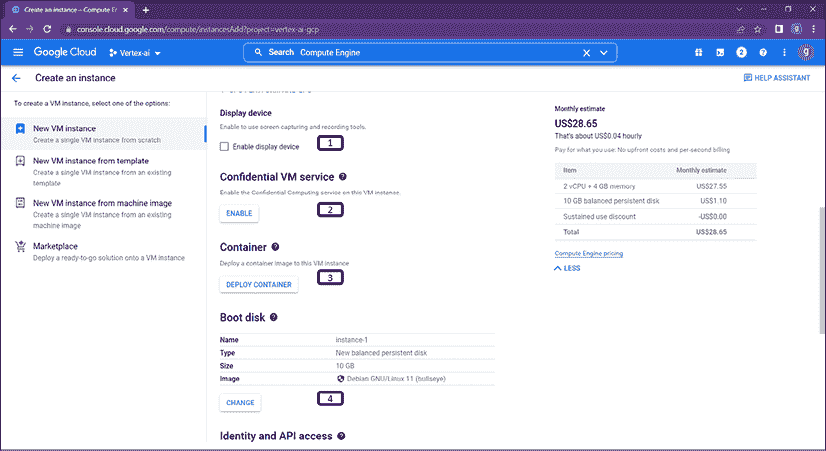 Create an instance – Compute En
console.cloud.google.com/compute/instancesAdd?project=vertex-ai-gcp
g
Google Cloud
Vertex-ai
Search Compute Engine
2
g
Create an instance
HELP ASSISTANT
To create a VM instance, select one of the options:
New VM instance
Create a single VM instance from scratch
New VM instance from template
Create a single VM instance from an existing
template
New VM instance from machine image
Create a single VM instance from an existing
machine image
Marketplace
Deploy a ready-to-go solution onto a VM instance
Display device
Enable to use screen capturing and recording tools.
Enable display device
1
Confidential VM service
Enable the Confidential Computing service on this VM instance.
ENABLE
2
Container
Deploy a container image to this VM instance
DEPLOY CONTAINER
3
Boot disk
Name instance-1
Type New balanced persistent disk
Size 10 GB
Image Debian GNU/Linux 11 (bullseye)
CHANGE
4
Identity and API access
Monthly estimate
US$28.65
That's about US$0.04 hourly
Pay for what you use: No upfront costs and per-second billing
Item Monthly estimate
2 vCPU + 4 GB memory US$27.55
10 GB balanced persistent disk US$1.10
Sustained use discount -US$0.00
Total US$28.65
Compute Engine pricing
LESS